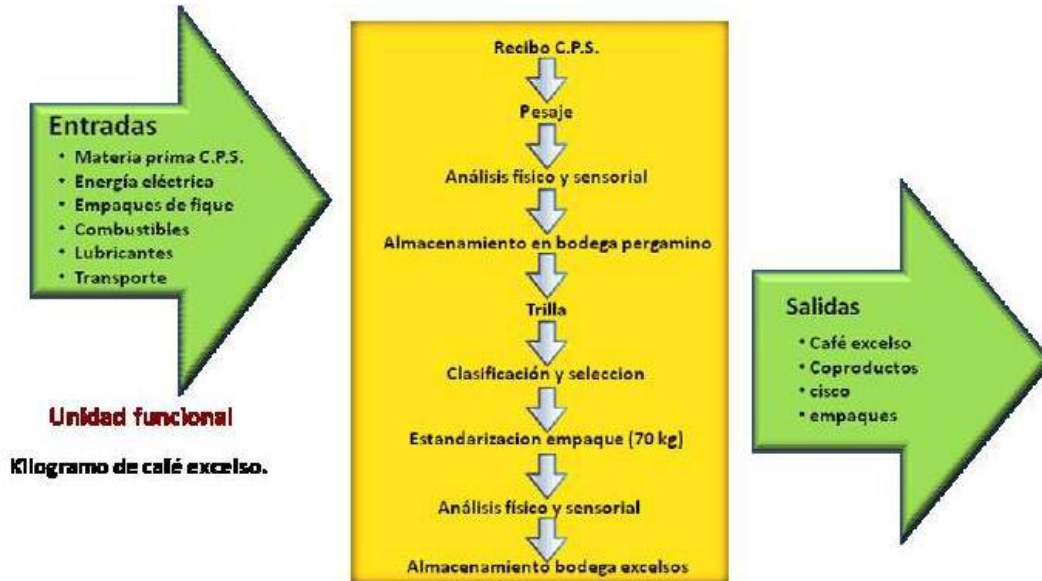 Entradas
• Materia prima C.P.S.
• Energía eléctrica
• Empaques de fique
• Combustibles
• Lubricantes
• Transporte
Unidad funcional
Kilogramo de café excelso.
Recibo C.P.S.
Pesaje
Análisis físico y sensorial
Almacenamiento en bodega pergamino
Trilla
Clasificación y seleccion
Estandarizacion empaque (70 kg)
Análisis físico y sensorial
Almacenamiento bodega excelsos
Salidas
• Café excelso
• Coproductos
• cisco
• empaques